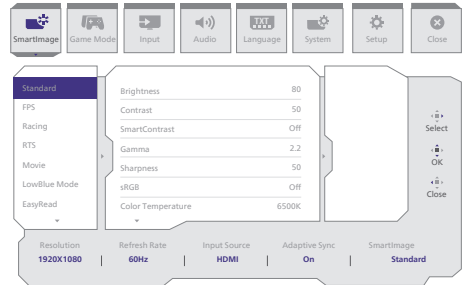 SmartImage Game Mode Input Audio Language System Setup Close
TXT
Standard
FPS
Racing
RTS
Movie
LowBlue Mode
EasyRead
Brightness 80
Contrast 50
SmartContrast Off
Gamma 2.2
Sharpness 50
sRGB Off
Color Temperature 6500K
Select
OK
Close
Resolution Refresh Rate Input Source Adaptive Sync SmartImage
1920X1080 60Hz HDMI On Standard